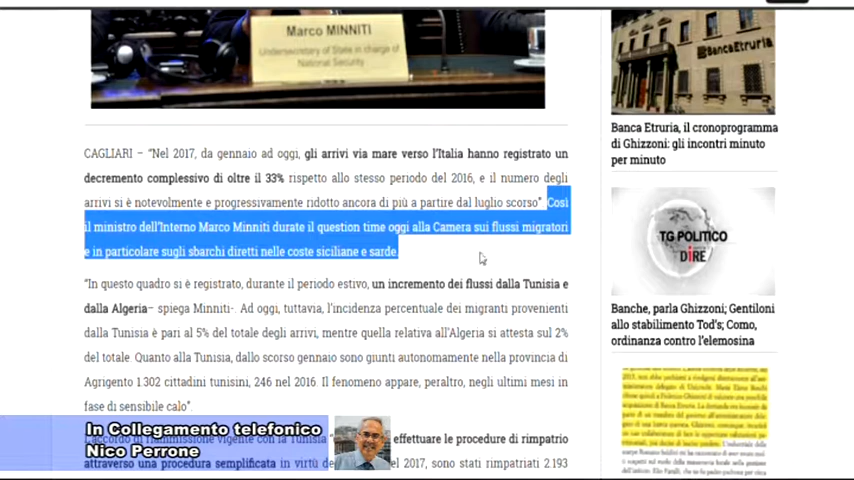 Marco MINNITI
Undersecretary of State in charge of
National Security
CAGLIARI – “Nel 2017, da gennaio ad oggi, gli arrivi via mare verso l'Italia hanno registrato un
decremento complessivo di oltre il 33% rispetto allo stesso periodo del 2016, e il numero degli
arrivi si è notevolmente e progressivamente ridotto ancora di più a partire dal luglio scorso”. Così
il ministro dell'Interno Marco Minniti durate il question time oggi alla Camera sui flussi migratori
e in particolare sugli sbarchi diretti nelle coste siciliane e sarde.
“In questo quadro si è registrato, durante il periodo estivo, un incremento dei flussi dalla Tunisia e
dalla Algeria– spiega Minniti-. Ad oggi, tuttavia, l'incidenza percentuale dei migranti provenienti
dalla Tunisia è pari al 5% del totale degli arrivi, mentre quella relativa all'Algeria si attesta sul 2%
del totale. Quanto alla Tunisia, dallo scorso gennaio sono giunti autonomamente nella provincia di
Agrigento 1.302 cittadini tunisini, 246 nel 2016. Il fenomeno appare, peraltro, negli ultimi mesi in
fase di sensibile calo”.
L'accordo di riammissione vigente con la Tunisia effettuare le procedure di rimpatrio
attraverso una procedura semplificata in virtù nel 2017, sono stati rimpatriati 2.193
In Collegamento telefonico
Nico Perrone
BancaEtruria
Banca Etruria, il cronoprogramma
di Ghizzoni: gli incontri minuto
per minuto
TG POLITICO
DiRE
Banche, parla Ghizzoni; Gentiloni
allo stabilimento Tod's; Como,
ordinanza contro l'elemosina